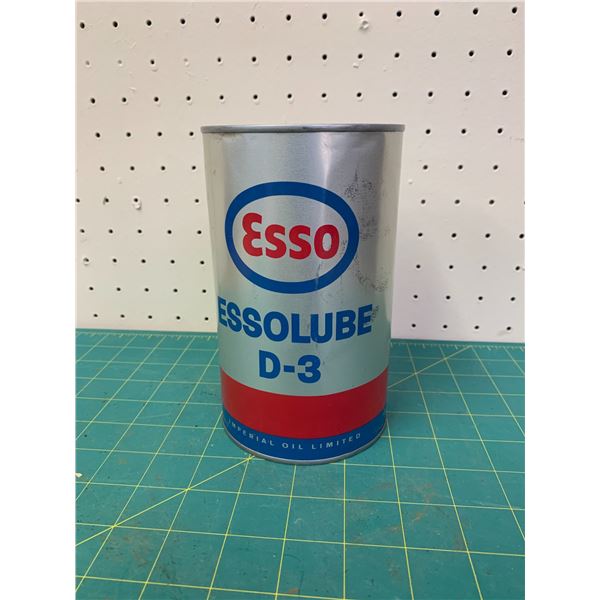 Esso
ESSOLUBE
D-3
IMPERIAL OIL LIMITED